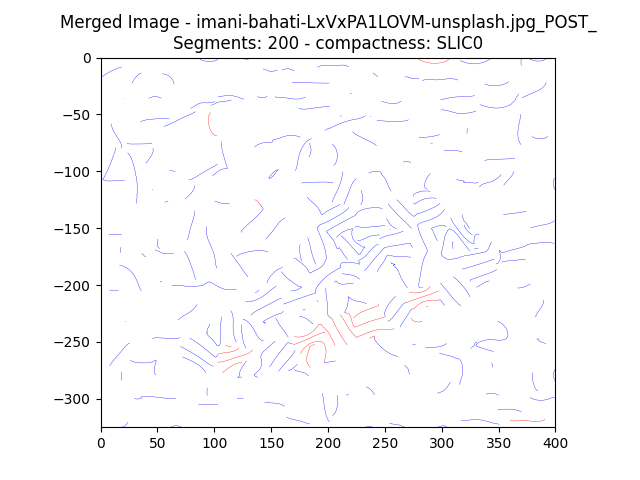 Merged Image - imani-bahati-LxVxPA1LOVM-unsplash.jpg_POST_
Segments: 200 - compactness: SLIC0
0
−50
−100
−150
−200
−250
−300
0 50 100 150 200 250 300 350 400